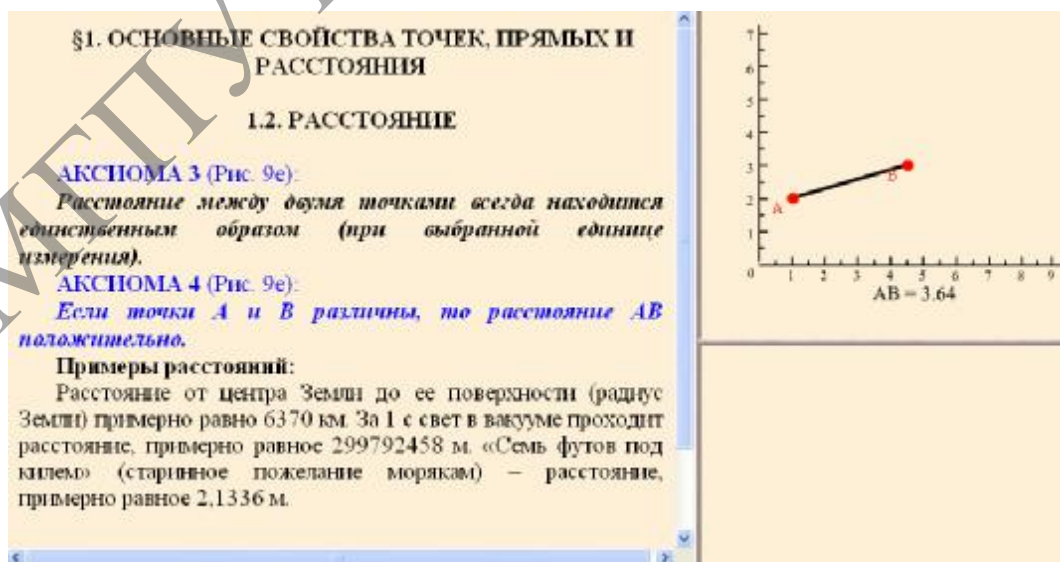 §1. ОСНОВНЫЕ СВОЙСТВА ТОЧЕК, ПРЯМЫХ И
РАССТОЯНИЯ
1.2. РАССТОЯНИЕ
АКСИОМА 3 (Рис. 9е):
Расстояние между двумя точками всегда находится
единственным образом (при выбранной единице
измерения).
АКСИОМА 4 (Рис. 9е):
Если точки А и В различны, то расстояние АВ
положительно.
Примеры расстояний:
Расстояние от центра Земли до ее поверхности (радиус
Земли) примерно равно 6370 км. За 1 с свет в вакууме проходит
расстояние, примерно равное 299792458 м. «Семь футов под
килем» (старинное пожелание морякам) – расстояние,
примерно равное 2,1336 м.
7
6
5
4
3
2
1
A
B
0 1 2 3 4 5 6 7 8 9
AB = 3.64
МГПУ